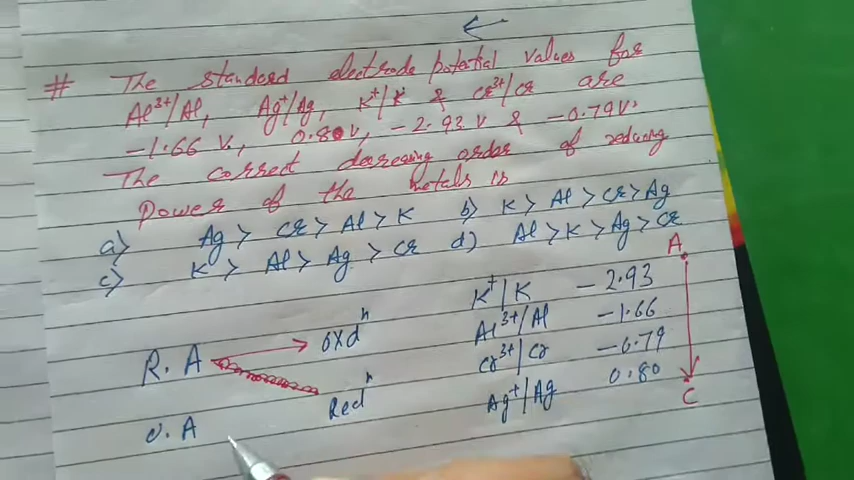 # The standard electrode potential values for
Al³⁺/Al, Ag⁺/Ag, K⁺/K & Cr³⁺/Cr are
-1.66 V, 0.80V, -2.93 V & -0.79V.
The correct decreasing order of reducing
Power of the metals is
a) Ag > Cr > Al > K b) K > Al > Cr > Ag
c) K > Al > Ag > Cr d) Al > K > Ag > Cr
A
K⁺/K -2.93
Al³⁺/Al -1.66
Cr³⁺/Cr -0.79
Ag⁺/Ag 0.80
C
R. A oxdⁿ
Redⁿ
O. A